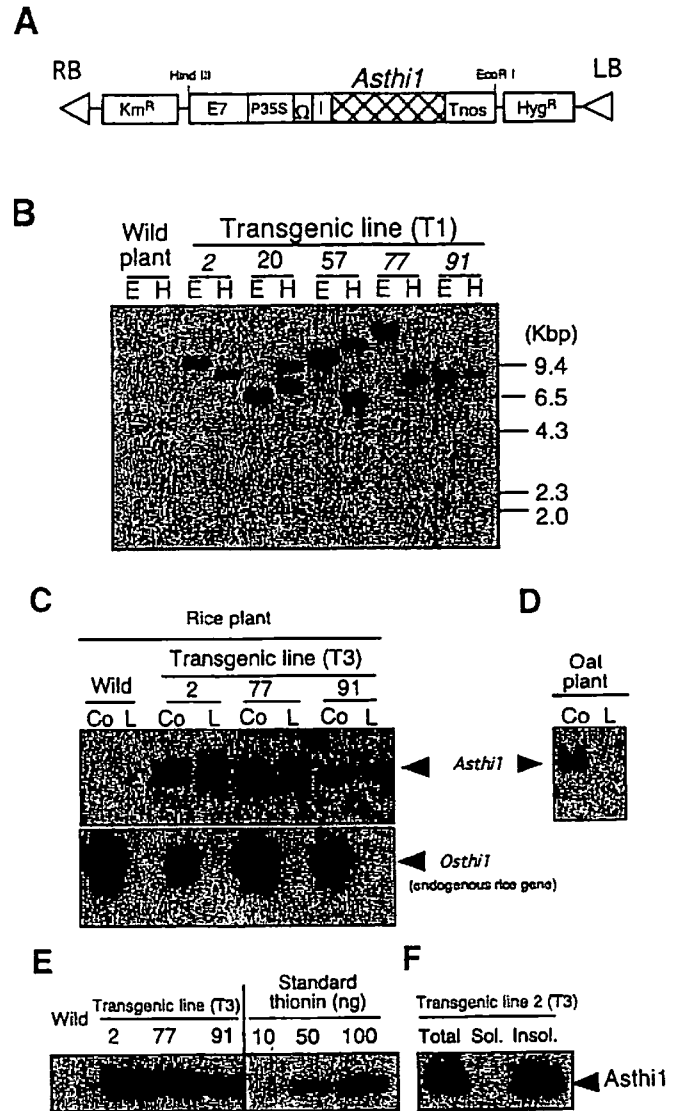 A
RB Hind III Asthi1 EcoR I LB
KmR E7 P35S Ω I Tnos HygR
B
Wild plant Transgenic line (T1)
2 20 57 77 91
E H E H E H E H E H E H
(Kbp)
9.4
6.5
4.3
2.3
2.0
C D
Rice plant
Transgenic line (T3)
Oat plant
Wild 2 77 91
Co L Co L Co L Co L Co L
Asthi1
Osthi1
(endogenous rice gene)
E F
Wild Transgenic line (T3) Standard thionin (ng)
2 77 91 10 50 100
Transgenic line 2 (T3)
Total Sol. Insol.
Asthi1